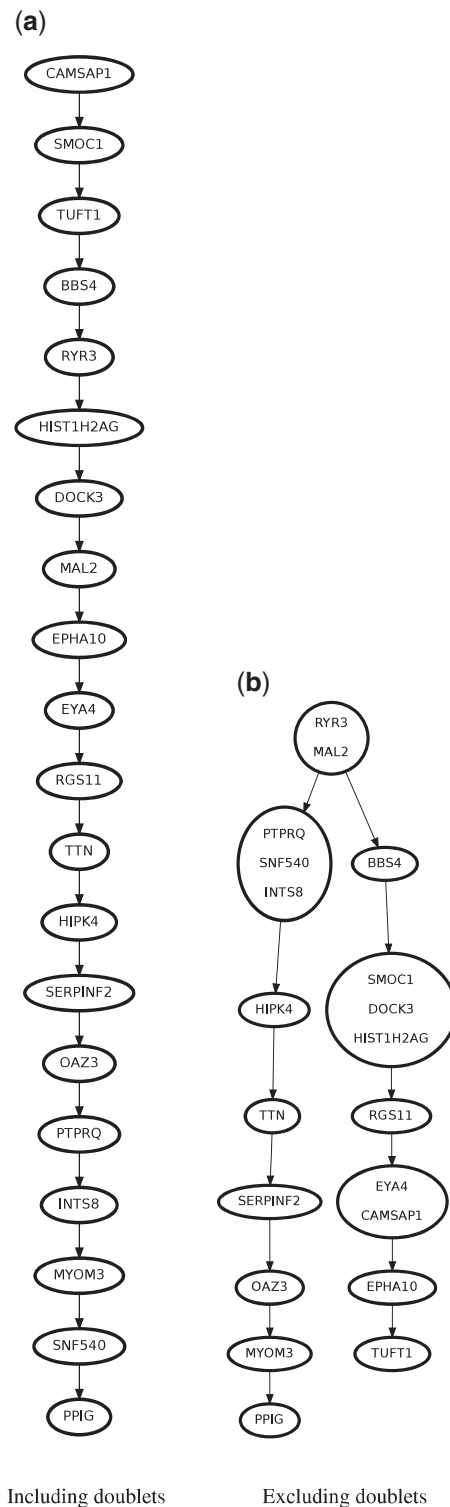 (a)
CAMSAP1
SMOC1
TUFT1
BBS4
RYR3
HIST1H2AG
DOCK3
MAL2
EPHA10
EYA4
RGS11
TTN
HIPK4
SERPINF2
OAZ3
PTPRQ
INTS8
MYOM3
SNF540
PPIG
Including doublets
(b)
RYR3
MAL2
PTPRQ
SNF540
INTS8
HIPK4
TTN
SERPINF2
OAZ3
MYOM3
PPIG
BBS4
SMOC1
DOCK3
HIST1H2AG
RGS11
EYA4
CAMSAP1
EPHA10
TUFT1
Excluding doublets